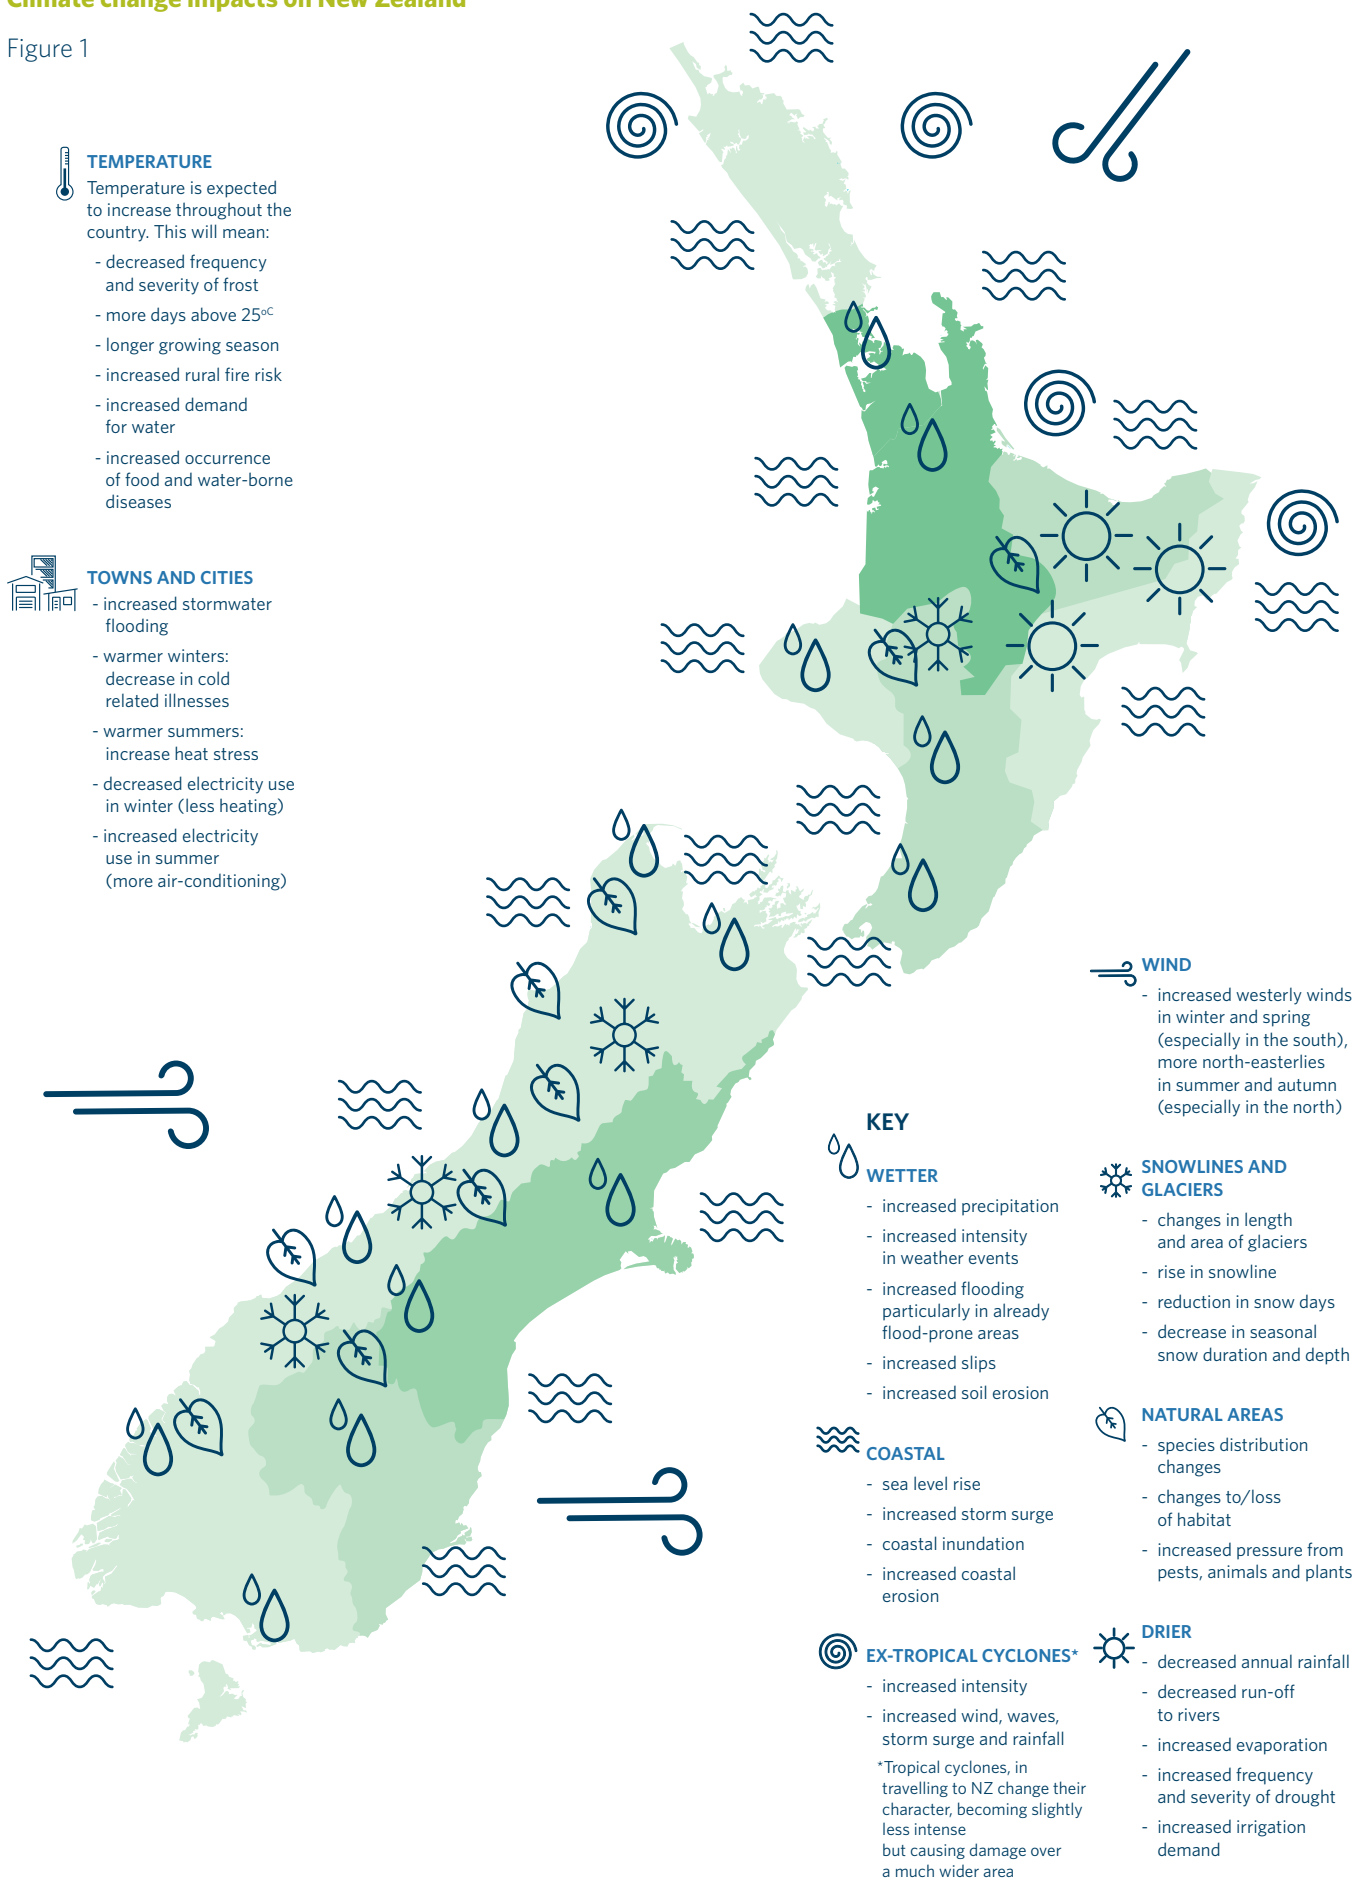 Climate change impacts on New Zealand
Figure 1
TEMPERATURE
Temperature is expected
to increase throughout the
country. This will mean:
- decreased frequency
and severity of frost
- more days above 25ºC
- longer growing season
- increased rural fire risk
- increased demand
for water
- increased occurrence
of food and water-borne
diseases
TOWNS AND CITIES
- increased stormwater
flooding
- warmer winters:
decrease in cold
related illnesses
- warmer summers:
increase heat stress
- decreased electricity use
in winter (less heating)
- increased electricity
use in summer
(more air-conditioning)
KEY
WETTER
- increased precipitation
- increased intensity
in weather events
- increased flooding
particularly in already
flood-prone areas
- increased slips
- increased soil erosion
COASTAL
- sea level rise
- increased storm surge
- coastal inundation
- increased coastal
erosion
EX-TROPICAL CYCLONES*
- increased intensity
- increased wind, waves,
storm surge and rainfall
*Tropical cyclones, in
travelling to NZ change their
character, becoming slightly
less intense
but causing damage over
a much wider area
WIND
- increased westerly winds
in winter and spring
(especially in the south),
more north-easterlies
in summer and autumn
(especially in the north)
SNOWLINES AND
GLACIERS
- changes in length
and area of glaciers
- rise in snowline
- reduction in snow days
- decrease in seasonal
snow duration and depth
NATURAL AREAS
- species distribution
changes
- changes to/loss
of habitat
- increased pressure from
pests, animals and plants
DRIER
- decreased annual rainfall
- decreased run-off
to rivers
- increased evaporation
- increased frequency
and severity of drought
- increased irrigation
demand